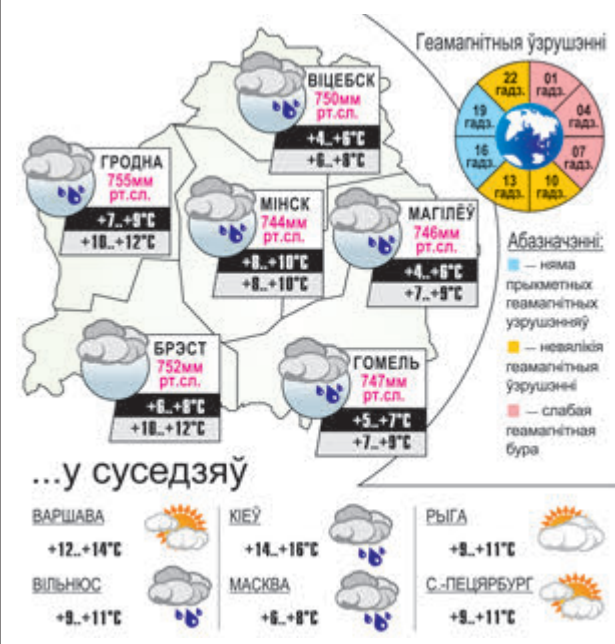 Геамагнітныя ўзрушэнні
22 гадз.
01 гадз.
04 гадз.
07 гадз.
10 гадз.
13 гадз.
16 гадз.
19 гадз.
ВІЦЕБСК
750мм
рт.сл.
+4..+6°C
+6..+8°C
ГРОДНА
755мм
рт.сл.
+7..+9°C
+10..+12°C
МІНСК
744мм
рт.сл.
+8..+10°C
+8..+10°C
МАГІЛЁЎ
746мм
рт.сл.
+4..+6°C
+7..+9°C
БРЭСТ
752мм
рт.сл.
+6..+8°C
+10..+12°C
ГОМЕЛЬ
747мм
рт.сл.
+5..+7°C
+7..+9°C
Абазначэнні:
– няма
прыкметных
геамагнітных
узрушэнняў
– невялікія
геамагнітныя
ўзрушэнні
– слабая
геамагнітная
бура
...у суседзяў
ВАРШАВА
+12..+14°C
КІЕЎ
+14..+16°C
РЫГА
+9..+11°C
ВІЛЬНЮС
+9..+11°C
МАСКВА
+6..+8°C
С.-ПЕЦЯРБУРГ
+9..+11°C